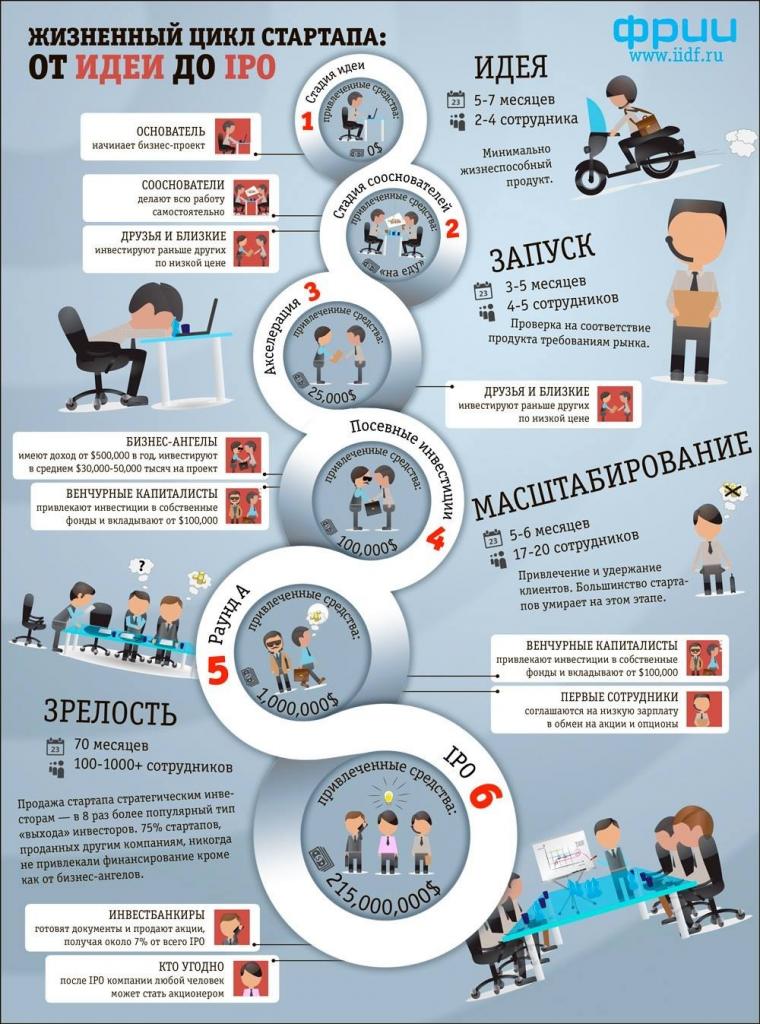 ЖИЗНЕННЫЙ ЦИКЛ СТАРТАПА:
ОТ ИДЕИ ДО IPO
фрии
www.iidf.ru
1
Стадия идеи
привлеченные средства:
0$
ИДЕЯ
23
5-7 месяцев
2-4 сотрудника
Минимально
жизнеспособный
продукт.
ОСНОВАТЕЛЬ
начинает бизнес-проект
СООСНОВАТЕЛИ
делают всю работу
самостоятельно
ДРУЗЬЯ И БЛИЗКИЕ
инвестируют раньше других
по низкой цене
Стадия сооснователей
2
привлеченные средства:
«на еду»
ЗАПУСК
23
3-5 месяцев
4-5 сотрудников
Проверка на соответствие
продукта требованиям рынка.
Акселерация
3
привлеченные средства:
25,000$
ДРУЗЬЯ И БЛИЗКИЕ
инвестируют раньше других
по низкой цене
БИЗНЕС-АНГЕЛЫ
имеют доход от $500,000 в год, инвестируют
в среднем $30,000-50,000 тысяч на проект
ВЕНЧУРНЫЕ КАПИТАЛИСТЫ
привлекают инвестиции в собственные
фонды и вкладывают от $100,000
Посевные инвестиции
4
привлеченные средства:
100,000$
МАСШТАБИРОВАНИЕ
23
5-6 месяцев
17-20 сотрудников
Привлечение и удержание
клиентов. Большинство старта-
пов умирает на этом этапе.
?
Раунд А
5
привлеченные средства:
1,000,000$
ВЕНЧУРНЫЕ КАПИТАЛИСТЫ
привлекают инвестиции в собственные
фонды и вкладывают от $100,000
ПЕРВЫЕ СОТРУДНИКИ
соглашаются на низкую зарплату
в обмен на акции и опционы
ЗРЕЛОСТЬ
23
70 месяцев
100-1000+ сотрудников
Продажа стартапа стратегическим инве-
сторам — в 8 раз более популярный тип
«выхода» инвесторов. 75% стартапов,
проданных другим компаниям, никогда
не привлекали финансирование кроме
как от бизнес-ангелов.
IPO
6
привлеченные средства:
215,000,000$
ИНВЕСТБАНКИРЫ
готовят документы и продают акции,
получая около 7% от всего IPO
КТО УГОДНО
после IPO компании любой человек
может стать акционером